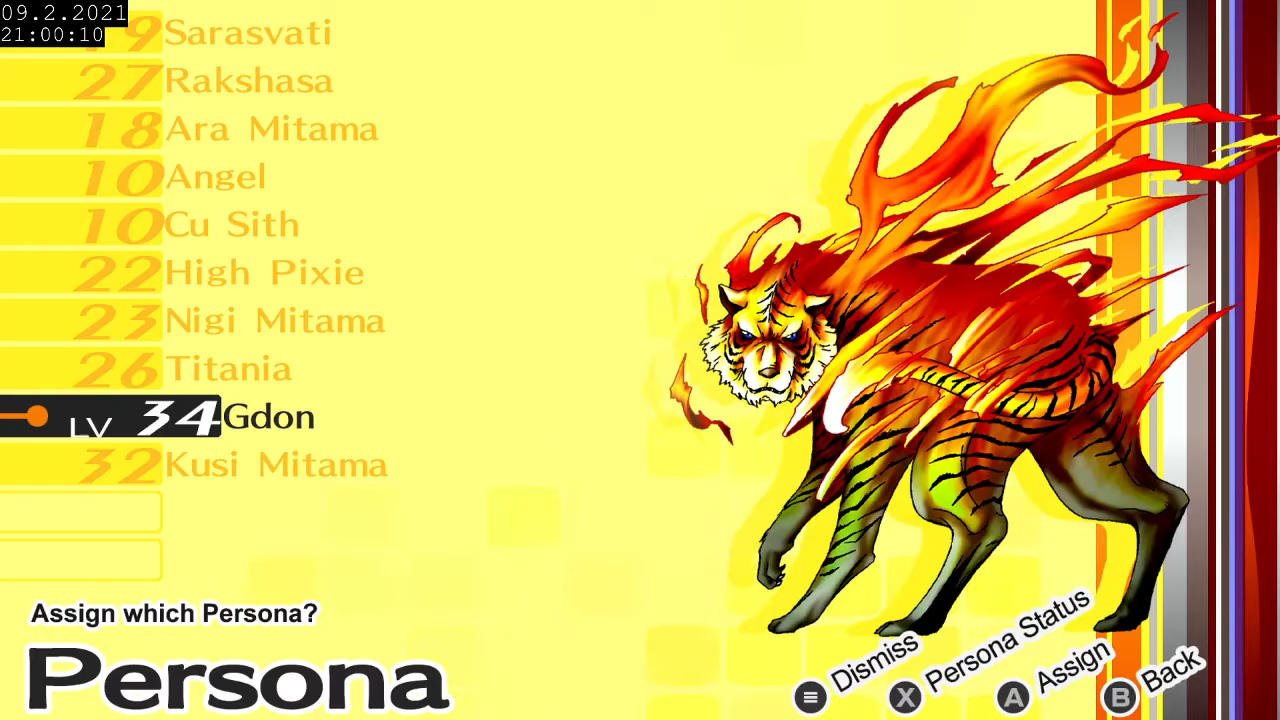 09.2.2021
21:00:10
9 Sarasvati
27 Rakshasa
18 Ara Mitama
10 Angel
10 Cu Sith
22 High Pixie
23 Nigi Mitama
26 Titania
LV 34 Gdon
32 Kusi Mitama
Assign which Persona?
Persona
Dismiss
X Persona Status
A Assign
B Back